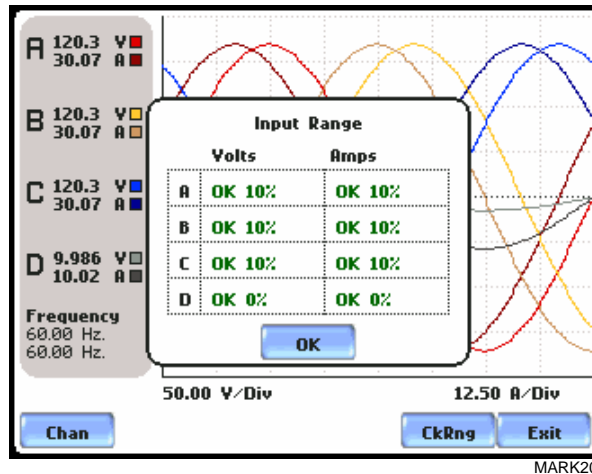 A 120.3 V
30.07 A
B 120.3 V
30.07 A
C 120.3 V
30.07 A
D 9.986 V
10.02 A
Frequency
60.00 Hz.
60.00 Hz.
Input Range
Volts Amps
A OK 10% OK 10%
B OK 10% OK 10%
C OK 10% OK 10%
D OK 0% OK 0%
OK
50.00 V/Div 12.50 A/Div
Chan CkRng Exit
MARK20